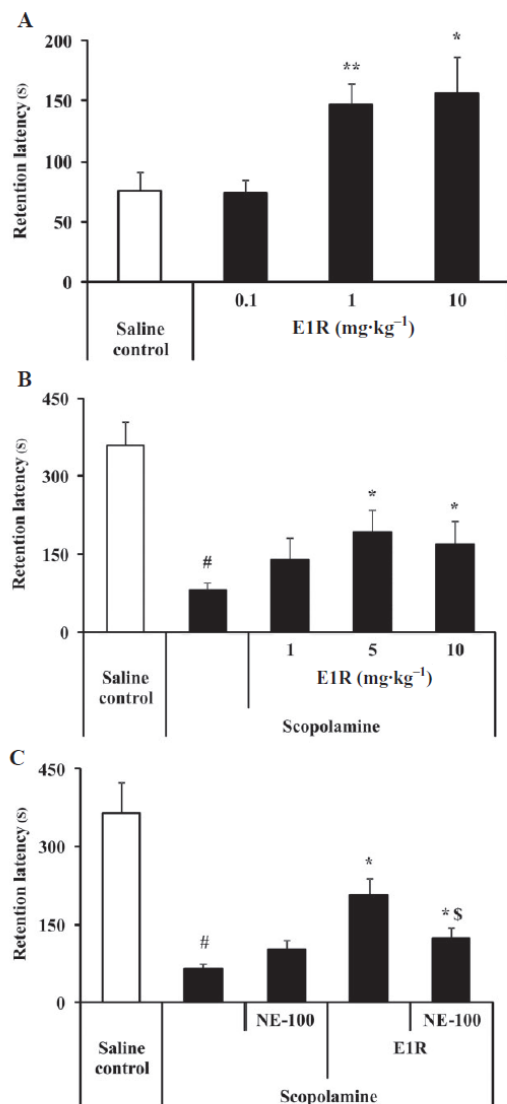 A
Retention latency (S)
200
150
100
50
0
**
*
0.1 1 10
Saline
control
E1R (mg·kg⁻¹)
B
Retention latency (S)
450
300
150
0
#
*
*
1 5 10
Saline
control
E1R (mg·kg⁻¹)
Scopolamine
C
Retention latency (S)
450
300
150
0
#
*
* $
NE-100 NE-100
Saline
control
E1R
Scopolamine